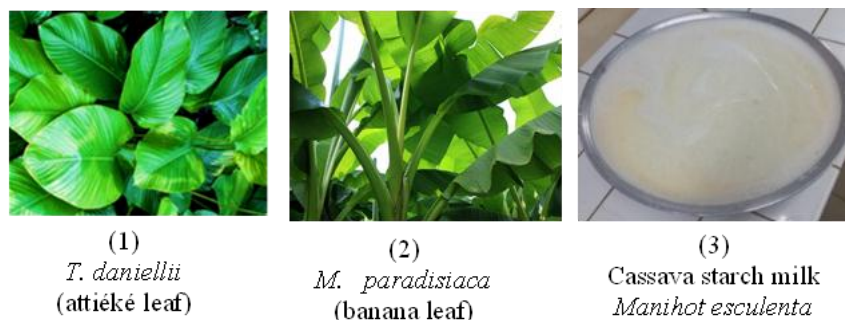 (1)
T. daniellii
(attiéké leaf)
(2)
M. paradisiaca
(banana leaf)
(3)
Cassava starch milk
Manihot esculenta